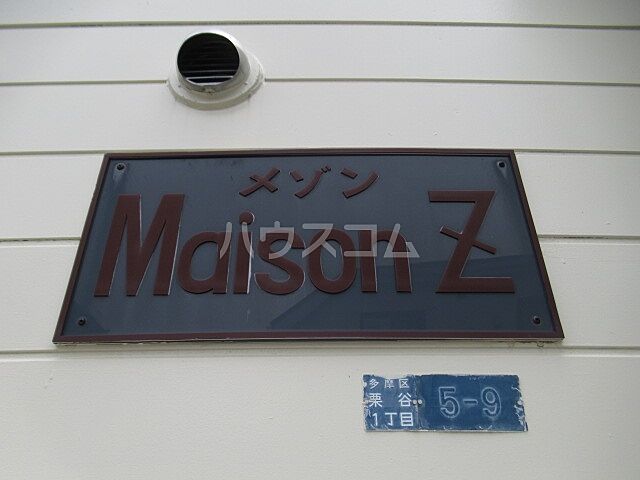 メゾン
Maison Z
ハウスコム
多摩区
栗谷
1丁目
5-9